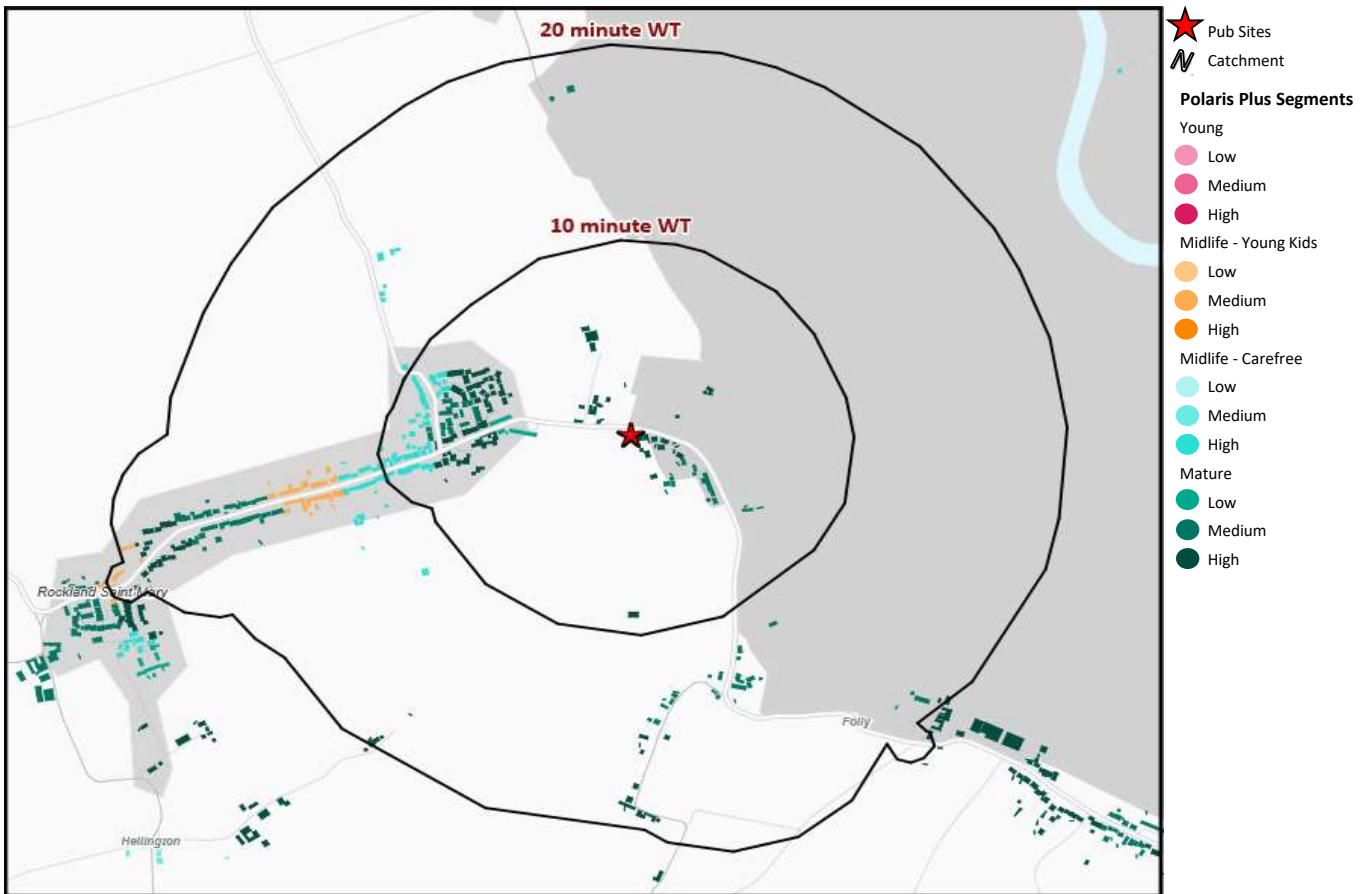 20 minute WT
10 minute WT
Rockland Saint Mary
Folly
Hellington
Pub Sites
Catchment
Polaris Plus Segments
Young
Low
Medium
High
Midlife - Young Kids
Low
Medium
High
Midlife - Carefree
Low
Medium
High
Mature
Low
Medium
High